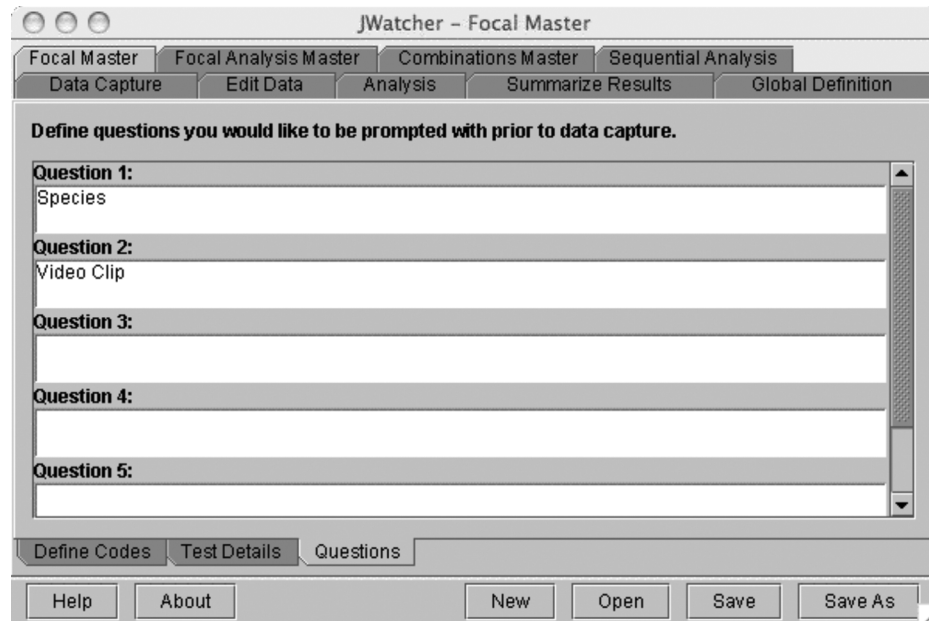 JWatcher – Focal Master
Focal Master Focal Analysis Master Combinations Master Sequential Analysis
Data Capture Edit Data Analysis Summarize Results Global Definition
Define questions you would like to be prompted with prior to data capture.
Question 1:
Species
Question 2:
Video Clip
Question 3:
Question 4:
Question 5:
Define Codes Test Details Questions
Help About New Open Save Save As